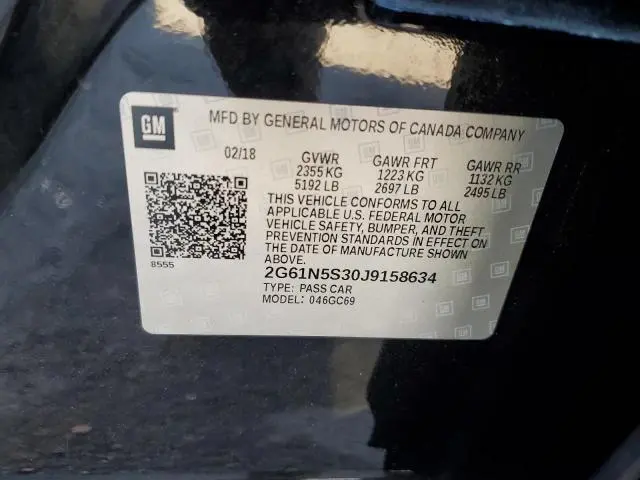 GM
MFD BY GENERAL MOTORS OF CANADA COMPANY
02/18 GVWR GAWR FRT GAWR RR
2355 KG 1223 KG 1132 KG
5192 LB 2697 LB 2495 LB
THIS VEHICLE CONFORMS TO ALL
APPLICABLE U.S. FEDERAL MOTOR
VEHICLE SAFETY, BUMPER, AND THEFT
PREVENTION STANDARDS IN EFFECT ON
THE DATE OF MANUFACTURE SHOWN
ABOVE.
8555
2G61N5S30J9158634
TYPE: PASS CAR
MODEL: 046GC69